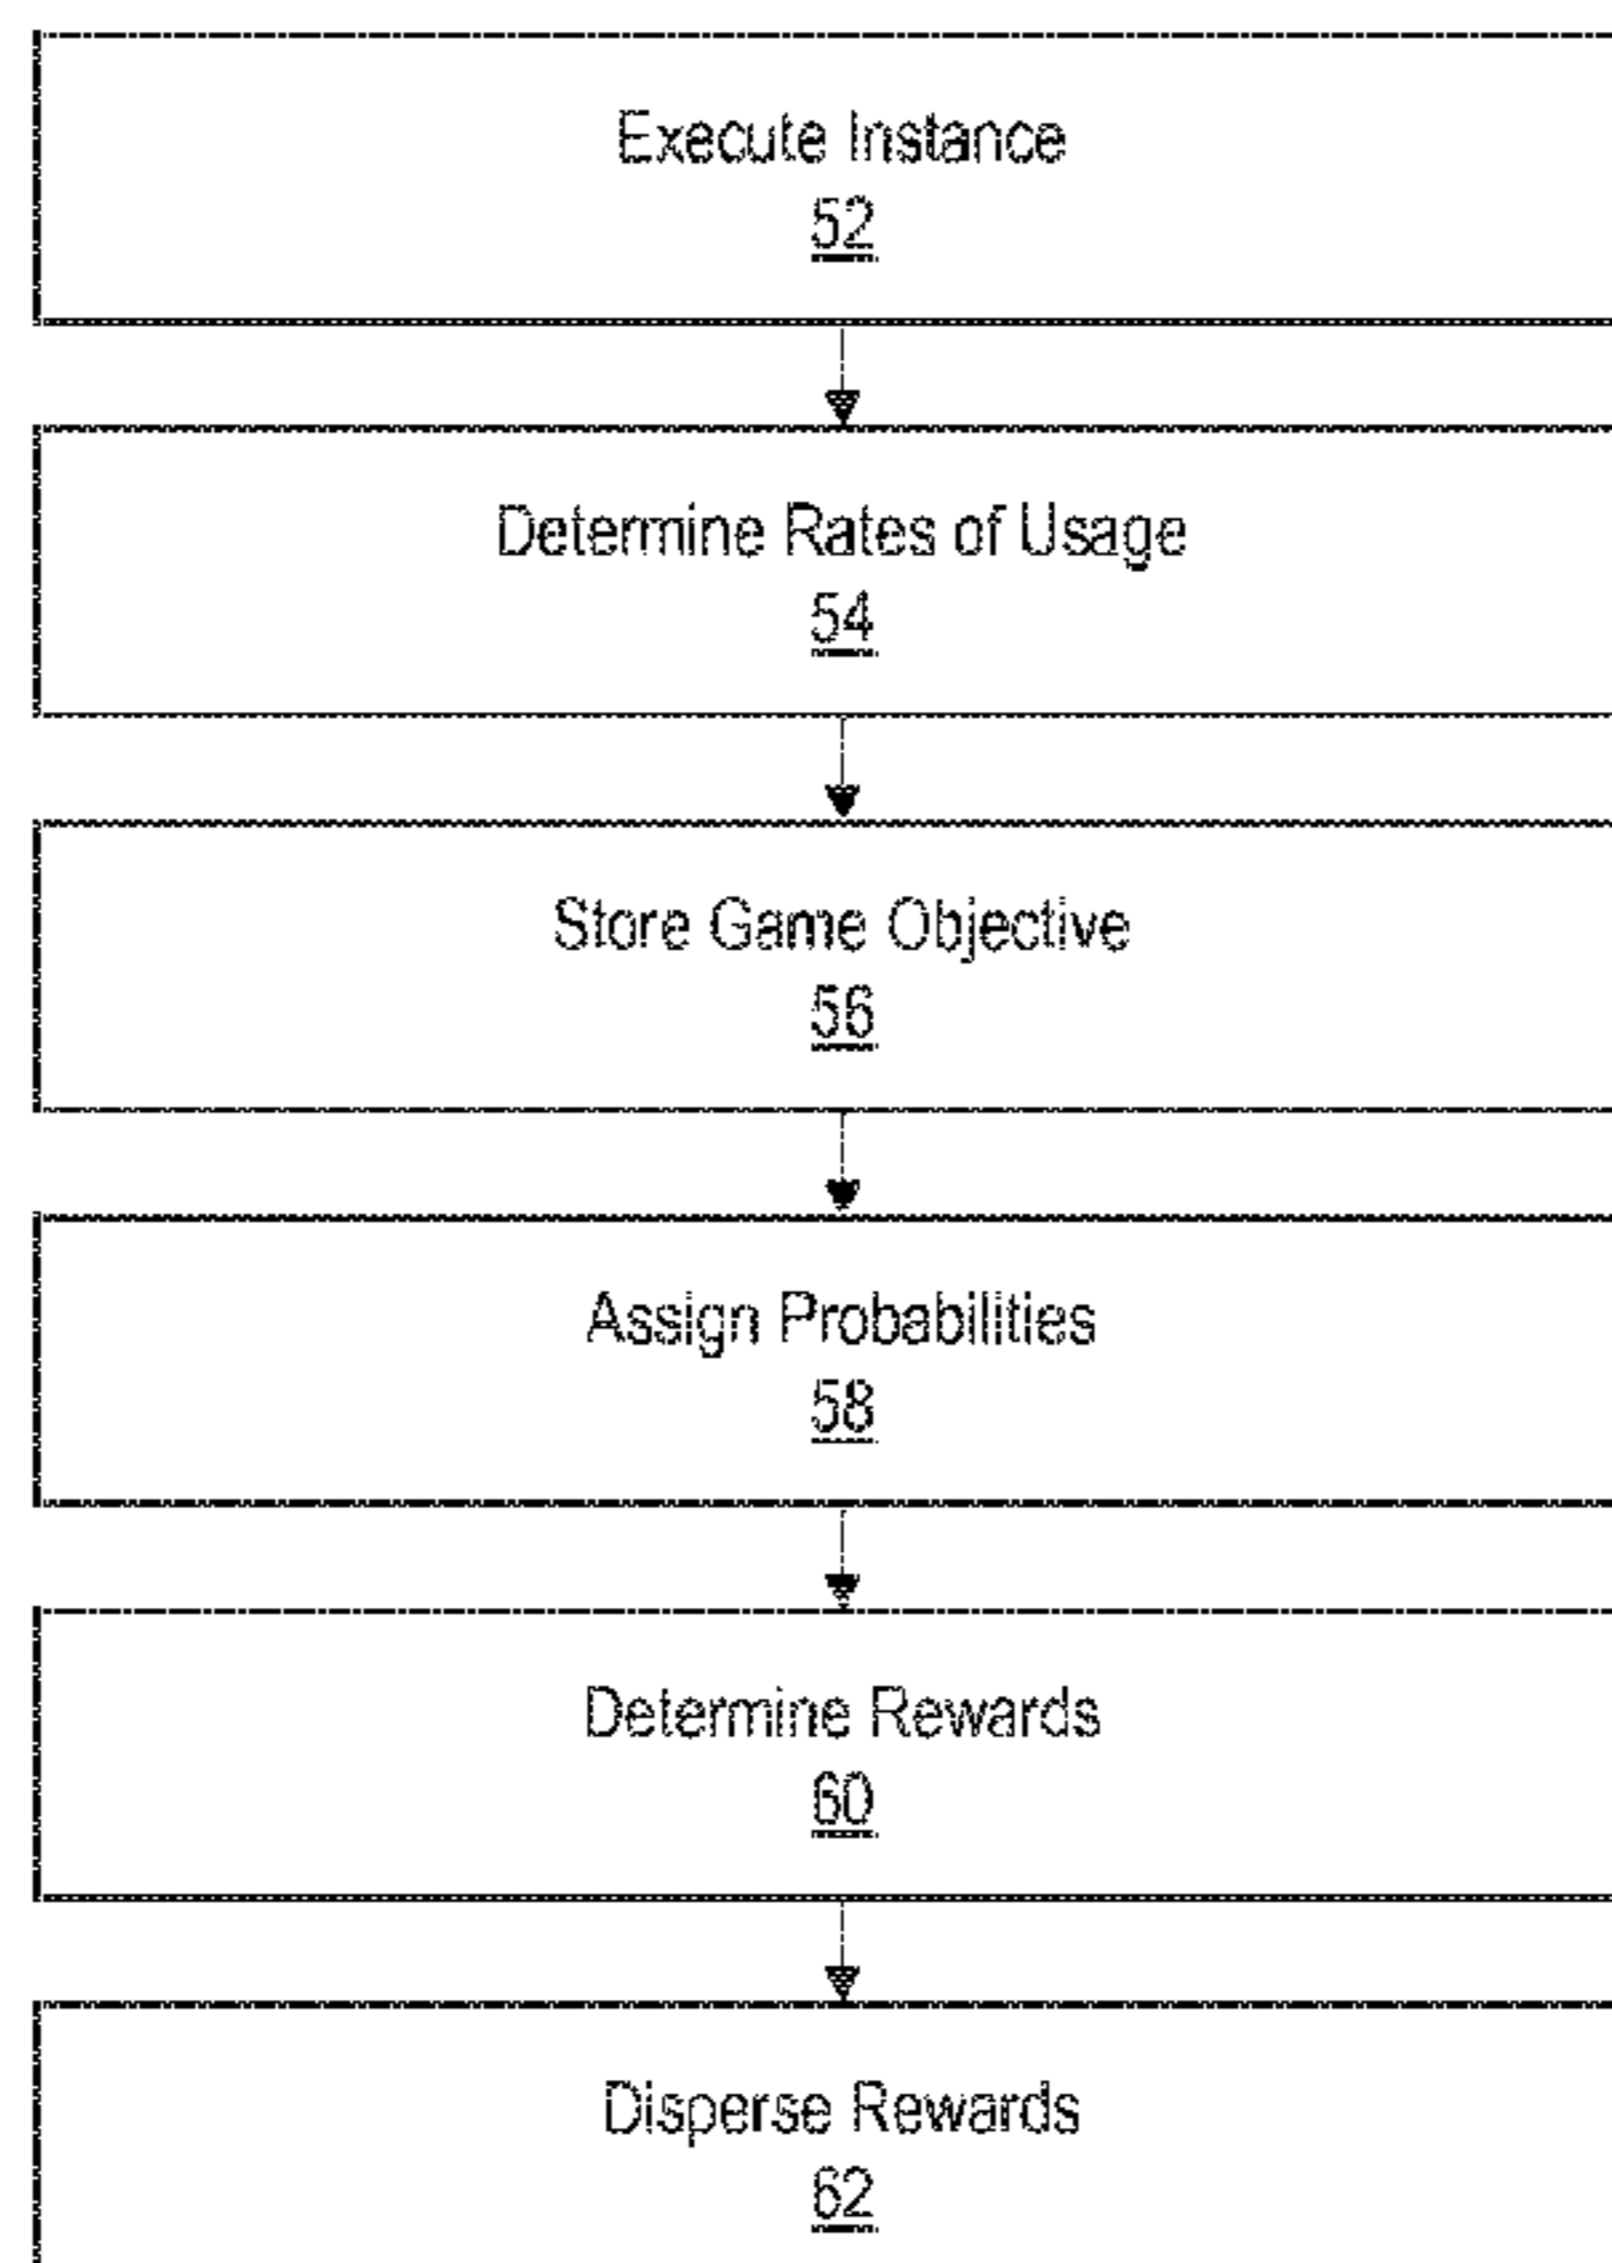 Execute Instance
52
Determine Rates of Usage
54
Store Game Objective
56
Assign Probabilities
58
Determine Rewards
60
Disperse Rewards
62